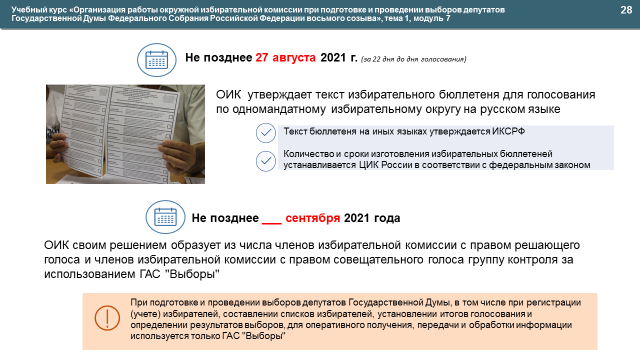 Учебный курс «Организация работы окружной избирательной комиссии при подготовке и проведении выборов депутатов
Государственной Думы Федерального Собрания Российской Федерации восьмого созыва», тема 1, модуль 7
28
Не позднее 27 августа 2021 г. (за 22 дня до дня голосования)
ОИК утверждает текст избирательного бюллетеня для голосования
по одномандатному избирательному округу на русском языке
Текст бюллетеня на иных языках утверждается ИКСРФ
Количество и сроки изготовления избирательных бюллетеней
устанавливается ЦИК России в соответствии с федеральным законом
Не позднее ___ сентября 2021 года
ОИК своим решением образует из числа членов избирательной комиссии с правом решающего
голоса и членов избирательной комиссии с правом совещательного голоса группу контроля за
использованием ГАС "Выборы"
При подготовке и проведении выборов депутатов Государственной Думы, в том числе при регистрации
(учете) избирателей, составлении списков избирателей, установлении итогов голосования и
определении результатов выборов, для оперативного получения, передачи и обработки информации
используется только ГАС "Выборы"